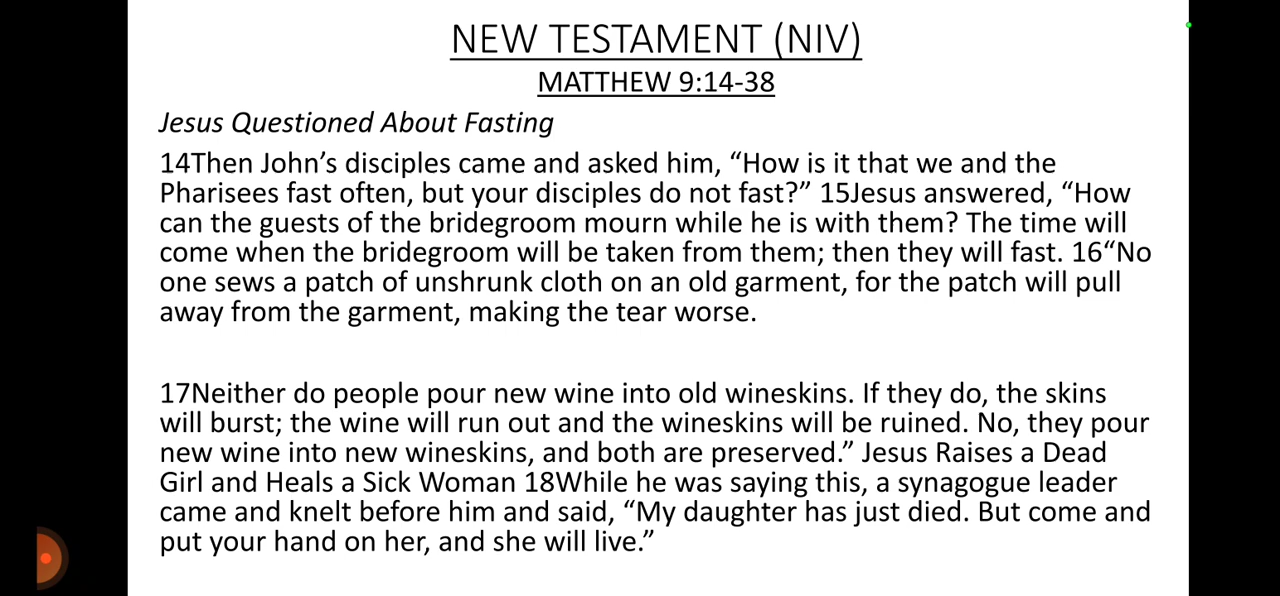 NEW TESTAMENT (NIV)
MATTHEW 9:14-38
Jesus Questioned About Fasting
14Then John’s disciples came and asked him, “How is it that we and the
Pharisees fast often, but your disciples do not fast?” 15Jesus answered, “How
can the guests of the bridegroom mourn while he is with them? The time will
come when the bridegroom will be taken from them; then they will fast. 16“No
one sews a patch of unshrunk cloth on an old garment, for the patch will pull
away from the garment, making the tear worse.
17Neither do people pour new wine into old wineskins. If they do, the skins
will burst; the wine will run out and the wineskins will be ruined. No, they pour
new wine into new wineskins, and both are preserved.” Jesus Raises a Dead
Girl and Heals a Sick Woman 18While he was saying this, a synagogue leader
came and knelt before him and said, “My daughter has just died. But come and
put your hand on her, and she will live.”